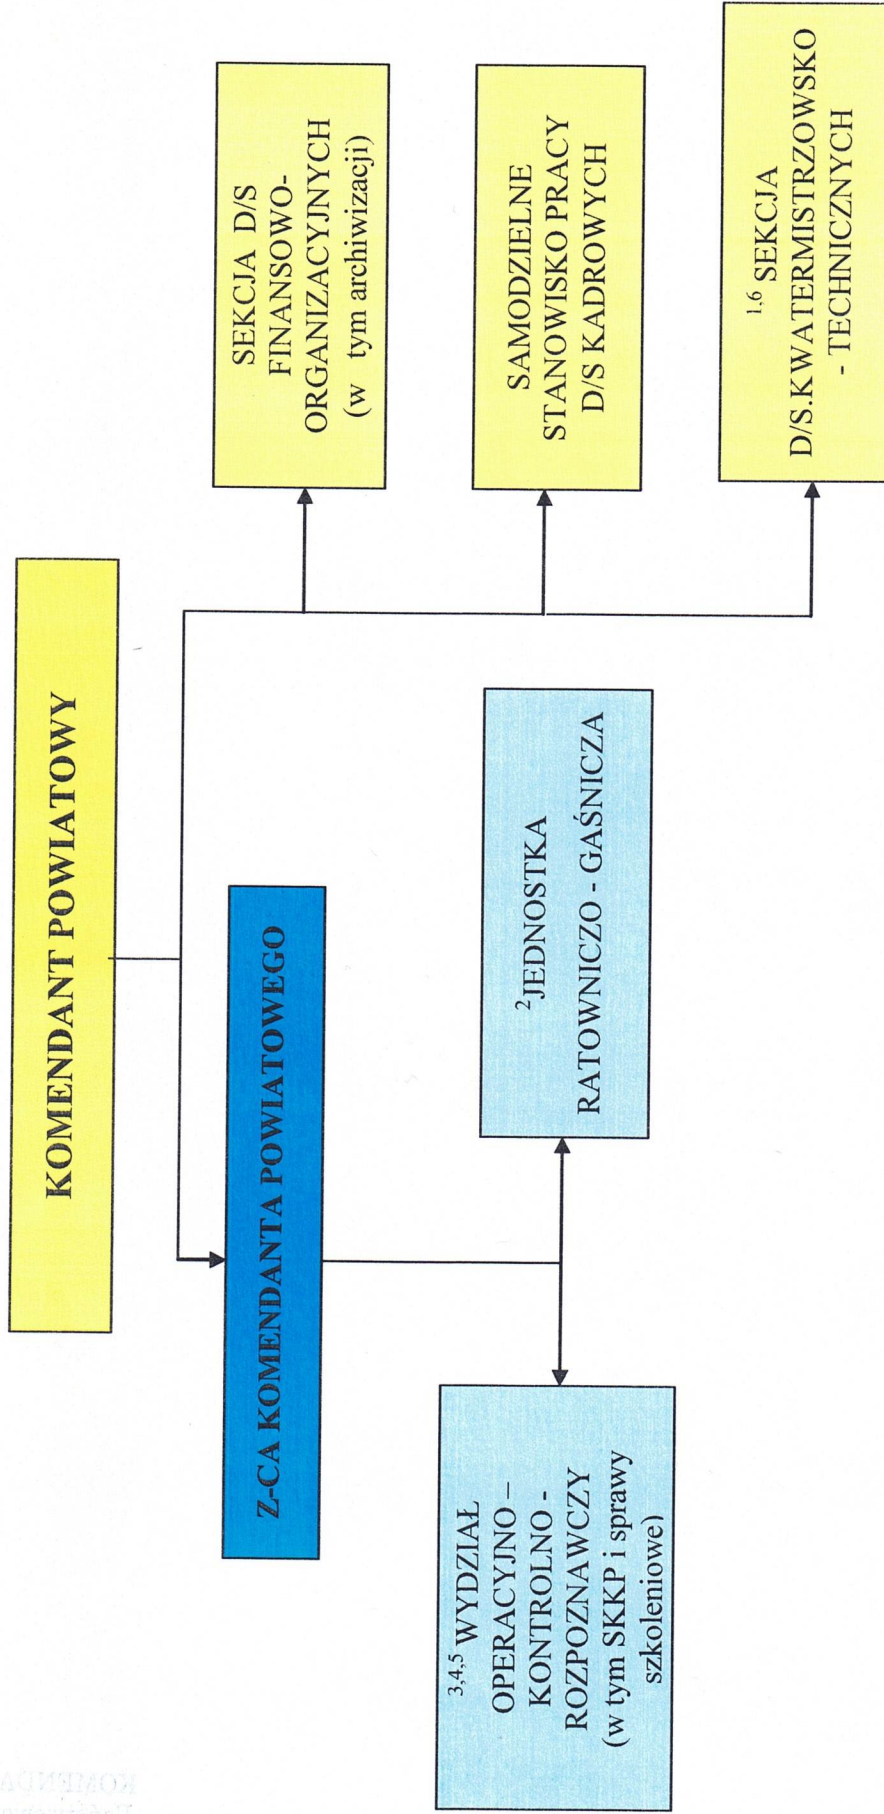 KOMENDANT POWIATOWY
Z-CA KOMENDANTA POWIATOWEGO
3,4,5 WYDZIAŁ
OPERACYJNO –
KONTROLNO -
ROZPOZNAWCZY
(w tym SKKP i sprawy
szkoleniowe)
2JEDNOSTKA
RATOWNICZO - GAŚNICZA
SEKCJA D/S
FINANSOWO-
ORGANIZACYJNYCH
(w tym archiwizacji)
SAMODZIELNE
STANOWISKO PRACY
D/S KADROWYCH
1,6 SEKCJA
D/S.KWATERMISTRZOWSKO
- TECHNICZNYCH
KOMENDA